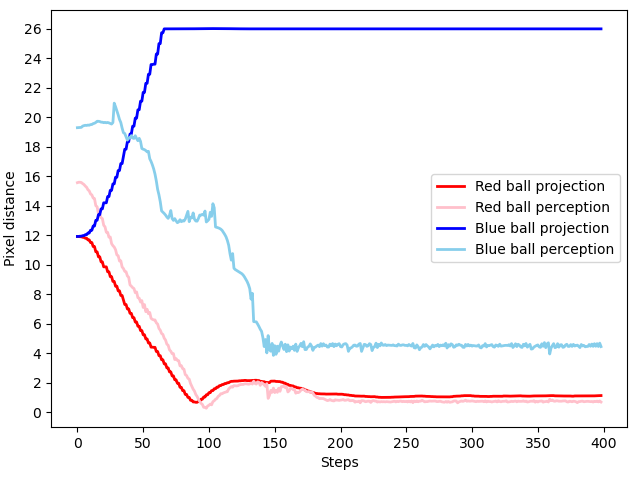 Pixel distance
26
24
22
20
18
16
14
12
10
8
6
4
2
0
Red ball projection
Red ball perception
Blue ball projection
Blue ball perception
0 50 100 150 200 250 300 350 400
Steps